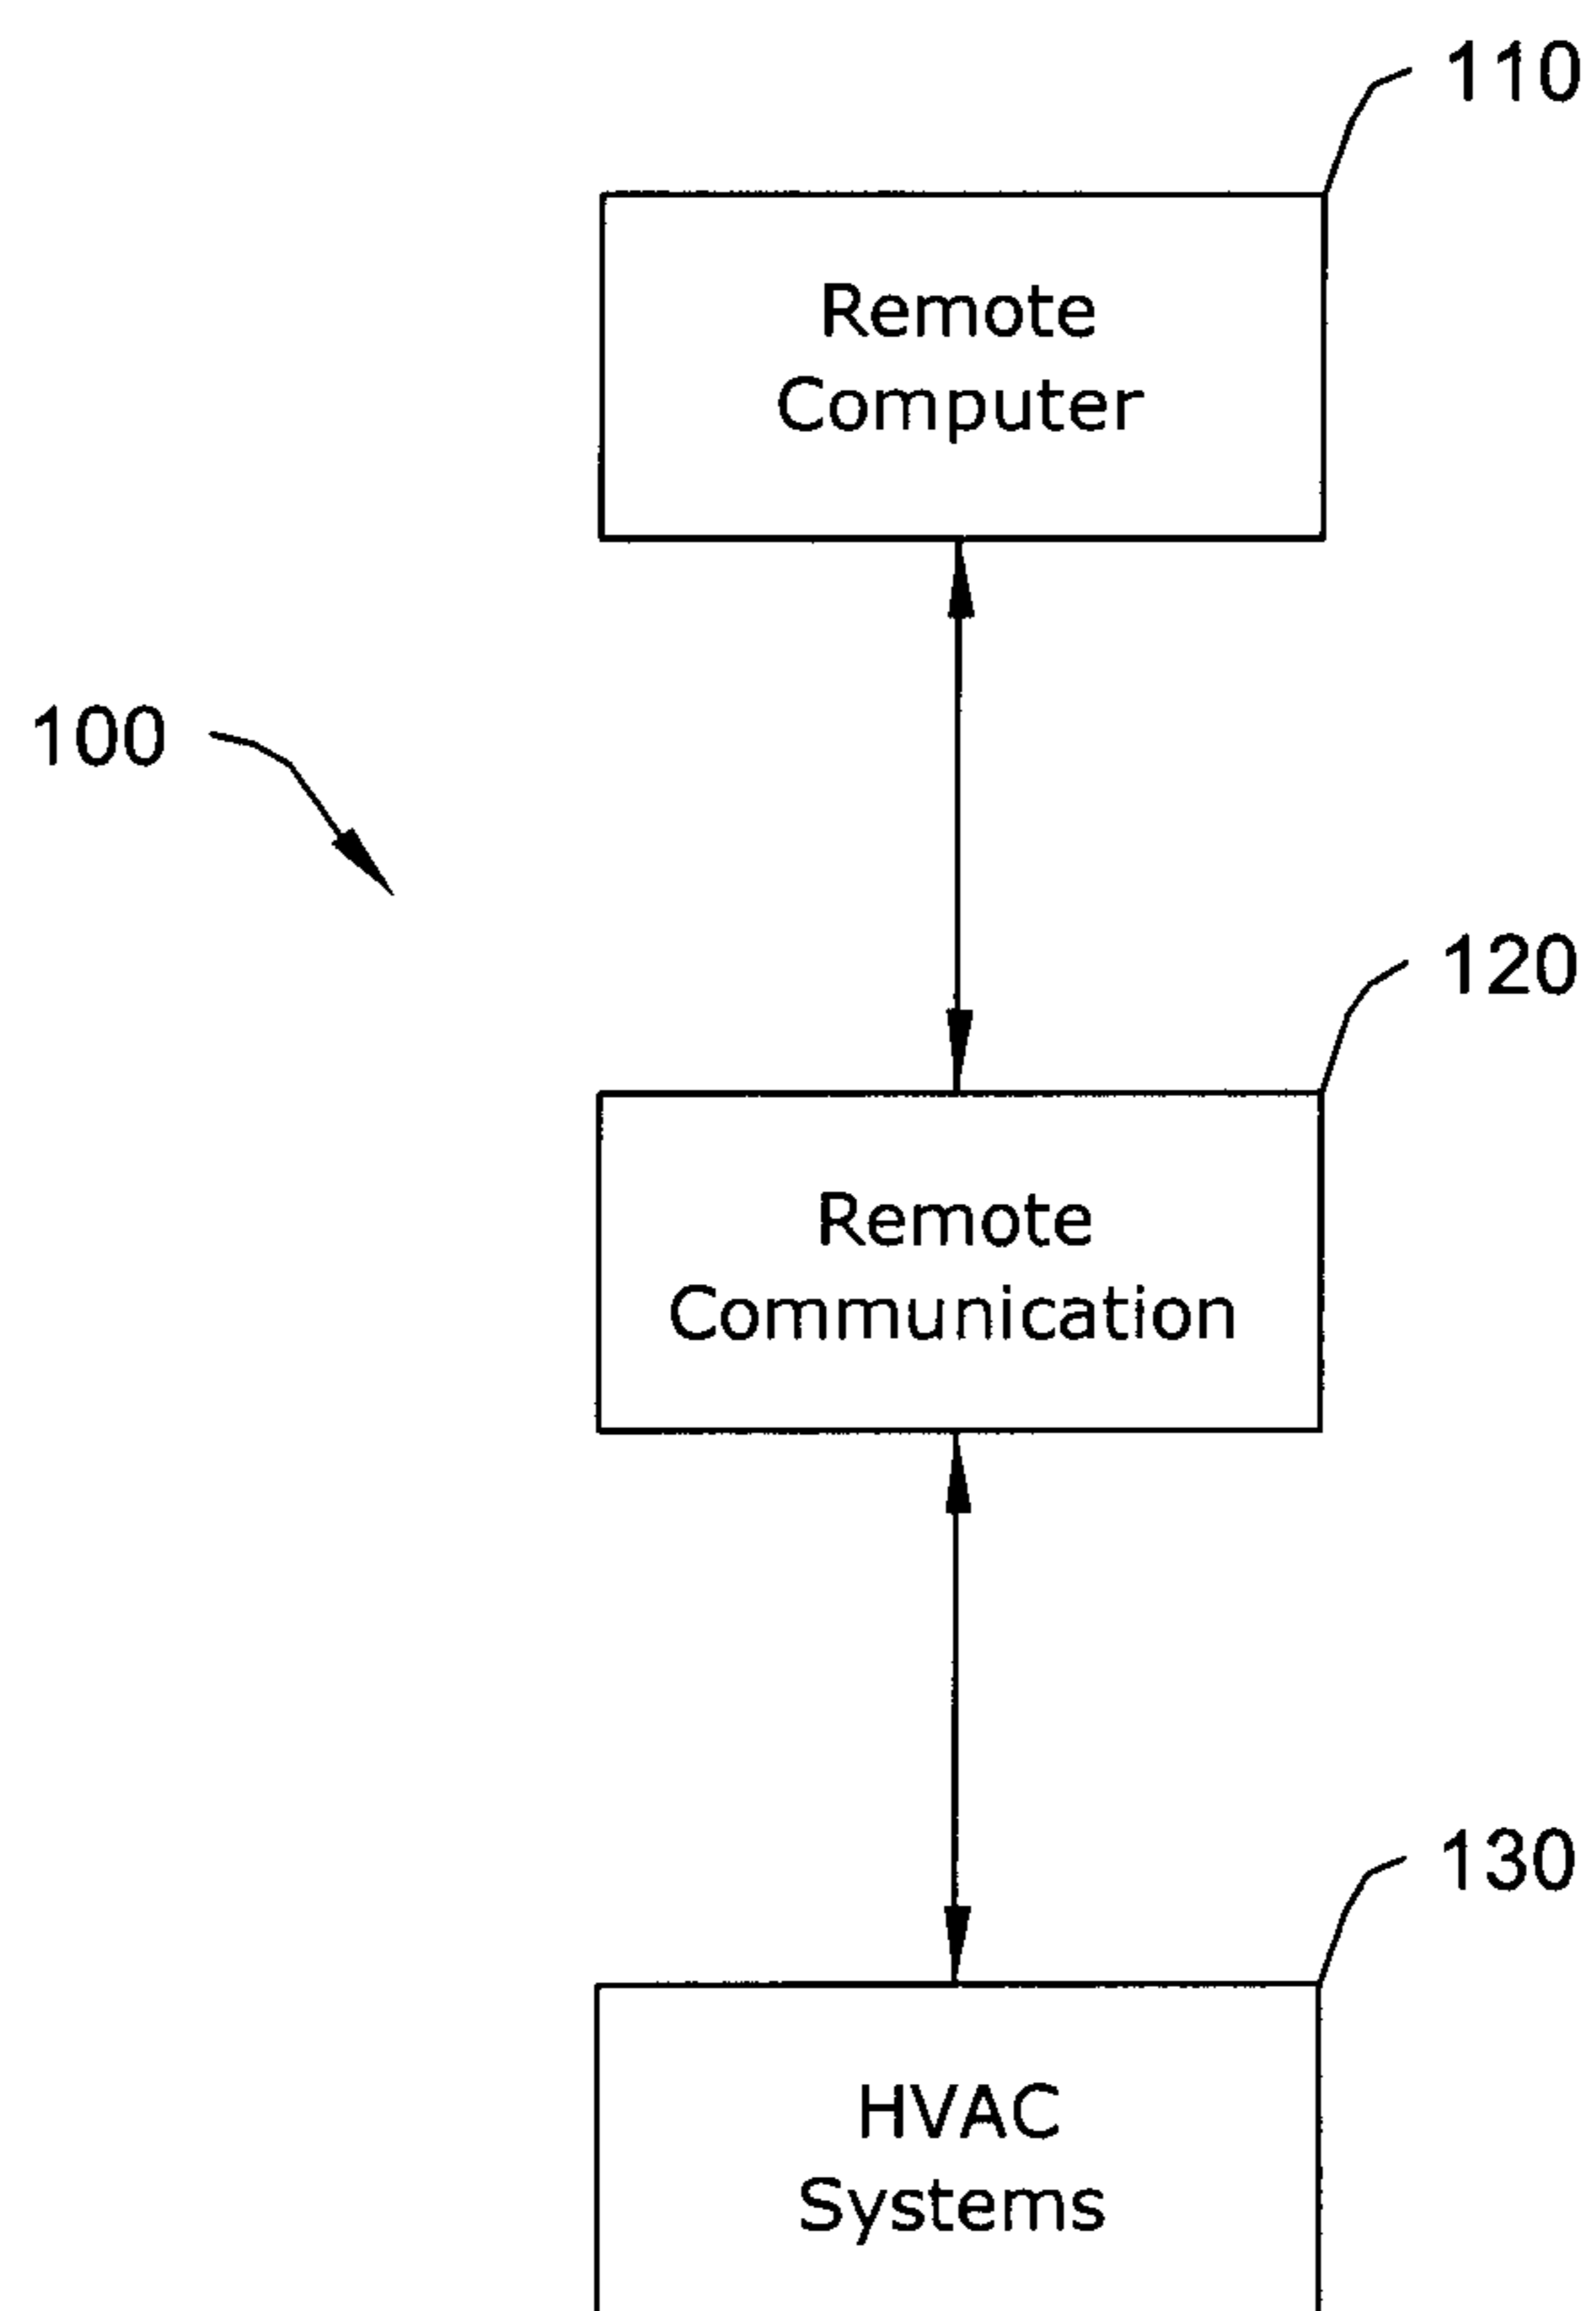 110
Remote
Computer
100
120
Remote
Communication
130
HVAC
Systems